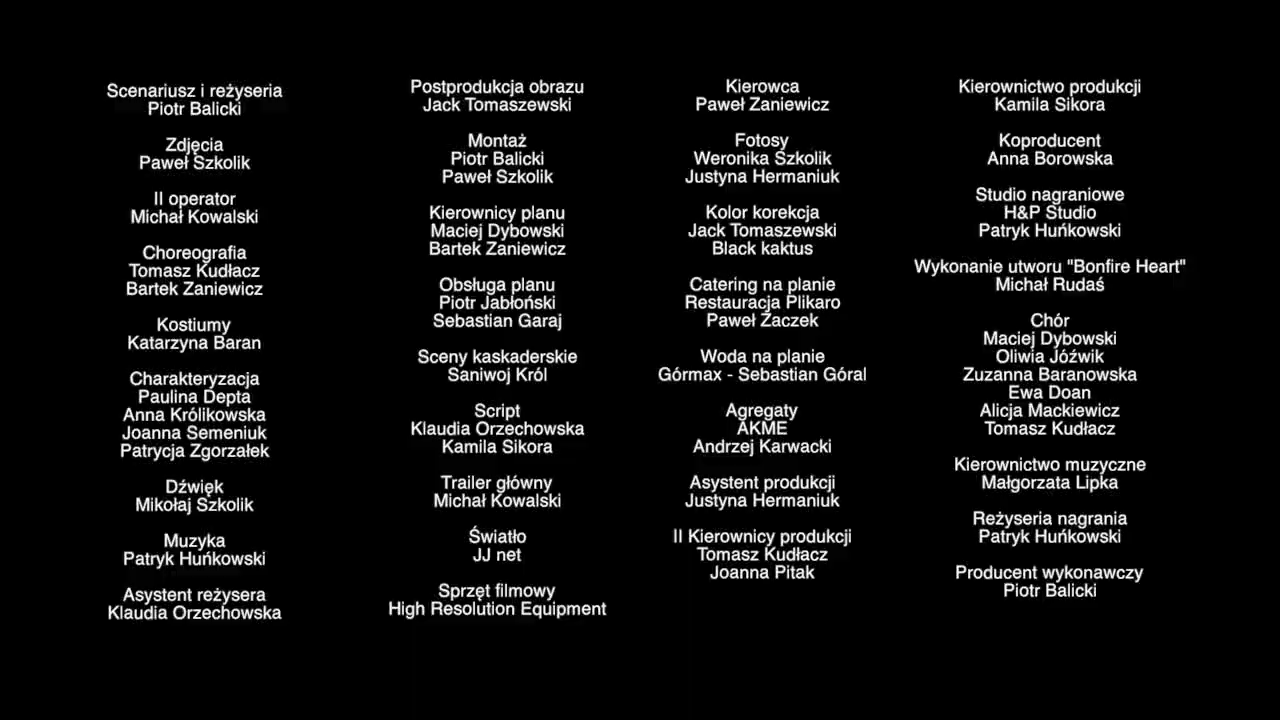 Scenariusz i reżyseria
Piotr Balicki
Zdjęcia
Paweł Szkolik
II operator
Michał Kowalski
Choreografia
Tomasz Kudłacz
Bartek Zaniewicz
Kostiumy
Katarzyna Baran
Charakteryzacja
Paulina Depta
Anna Królikowska
Joanna Semeniuk
Patrycja Zgorzałek
Dźwięk
Mikołaj Szkolik
Muzyka
Patryk Huńkowski
Asystent reżysera
Klaudia Orzechowska
Postprodukcja obrazu
Jack Tomaszewski
Montaż
Piotr Balicki
Paweł Szkolik
Kierownicy planu
Maciej Dybowski
Bartek Zaniewicz
Obsługa planu
Piotr Jabłoński
Sebastian Garaj
Sceny kaskaderskie
Saniwoj Król
Script
Klaudia Orzechowska
Kamila Sikora
Trailer główny
Michał Kowalski
Światło
JJ net
Sprzęt filmowy
High Resolution Equipment
Kierowca
Paweł Zaniewicz
Fotosy
Weronika Szkolik
Justyna Hermaniuk
Kolor korekcja
Jack Tomaszewski
Black kaktus
Catering na planie
Restauracja Plikaro
Paweł Żaczek
Woda na planie
Górmax - Sebastian Góral
Agregaty
AKME
Andrzej Karwacki
Asystent produkcji
Justyna Hermaniuk
II Kierownicy produkcji
Tomasz Kudłacz
Joanna Pitak
Kierownictwo produkcji
Kamila Sikora
Koproducent
Anna Borowska
Studio nagraniowe
H&P Studio
Patryk Huńkowski
Wykonanie utworu "Bonfire Heart"
Michał Rudaś
Chór
Maciej Dybowski
Oliwia Jóźwik
Zuzanna Baranowska
Ewa Doan
Alicja Mackiewicz
Tomasz Kudłacz
Kierownictwo muzyczne
Małgorzata Lipka
Reżyseria nagrania
Patryk Huńkowski
Producent wykonawczy
Piotr Balicki